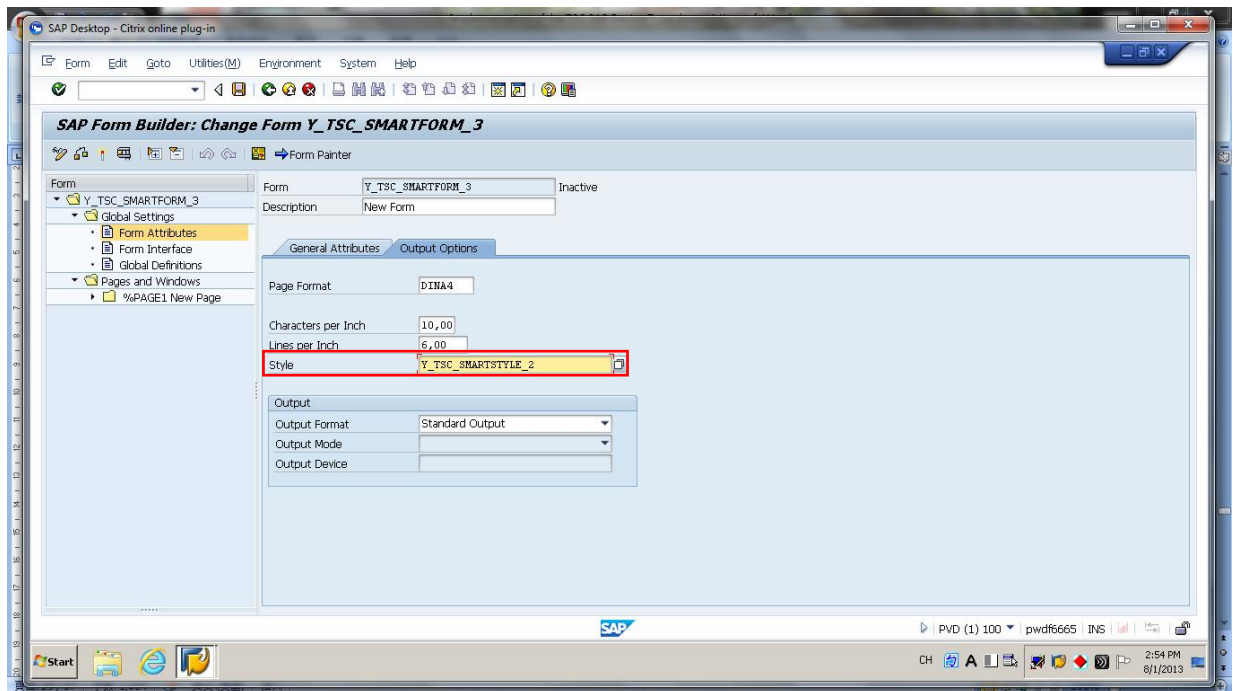 SAP Desktop - Citrix online plug-in
Form Edit Goto Utilities(M) Environment System Help
SAP Form Builder: Change Form Y_TSC_SMARTFORM_3
Form Painter
Form
Y_TSC_SMARTFORM_3
Global Settings
Form Attributes
Form Interface
Global Definitions
Pages and Windows
%PAGE1 New Page
Form Y_TSC_SMARTFORM_3 Inactive
Description New Form
General Attributes Output Options
Page Format DINA4
Characters per Inch 10,00
Lines per Inch 6,00
Style Y_TSC_SMARTSTYLE_2
Output
Output Format Standard Output
Output Mode
Output Device
SAP PVD (1) 100 pwdf6665 INS
Start CH A 2:54 PM
8/1/2013